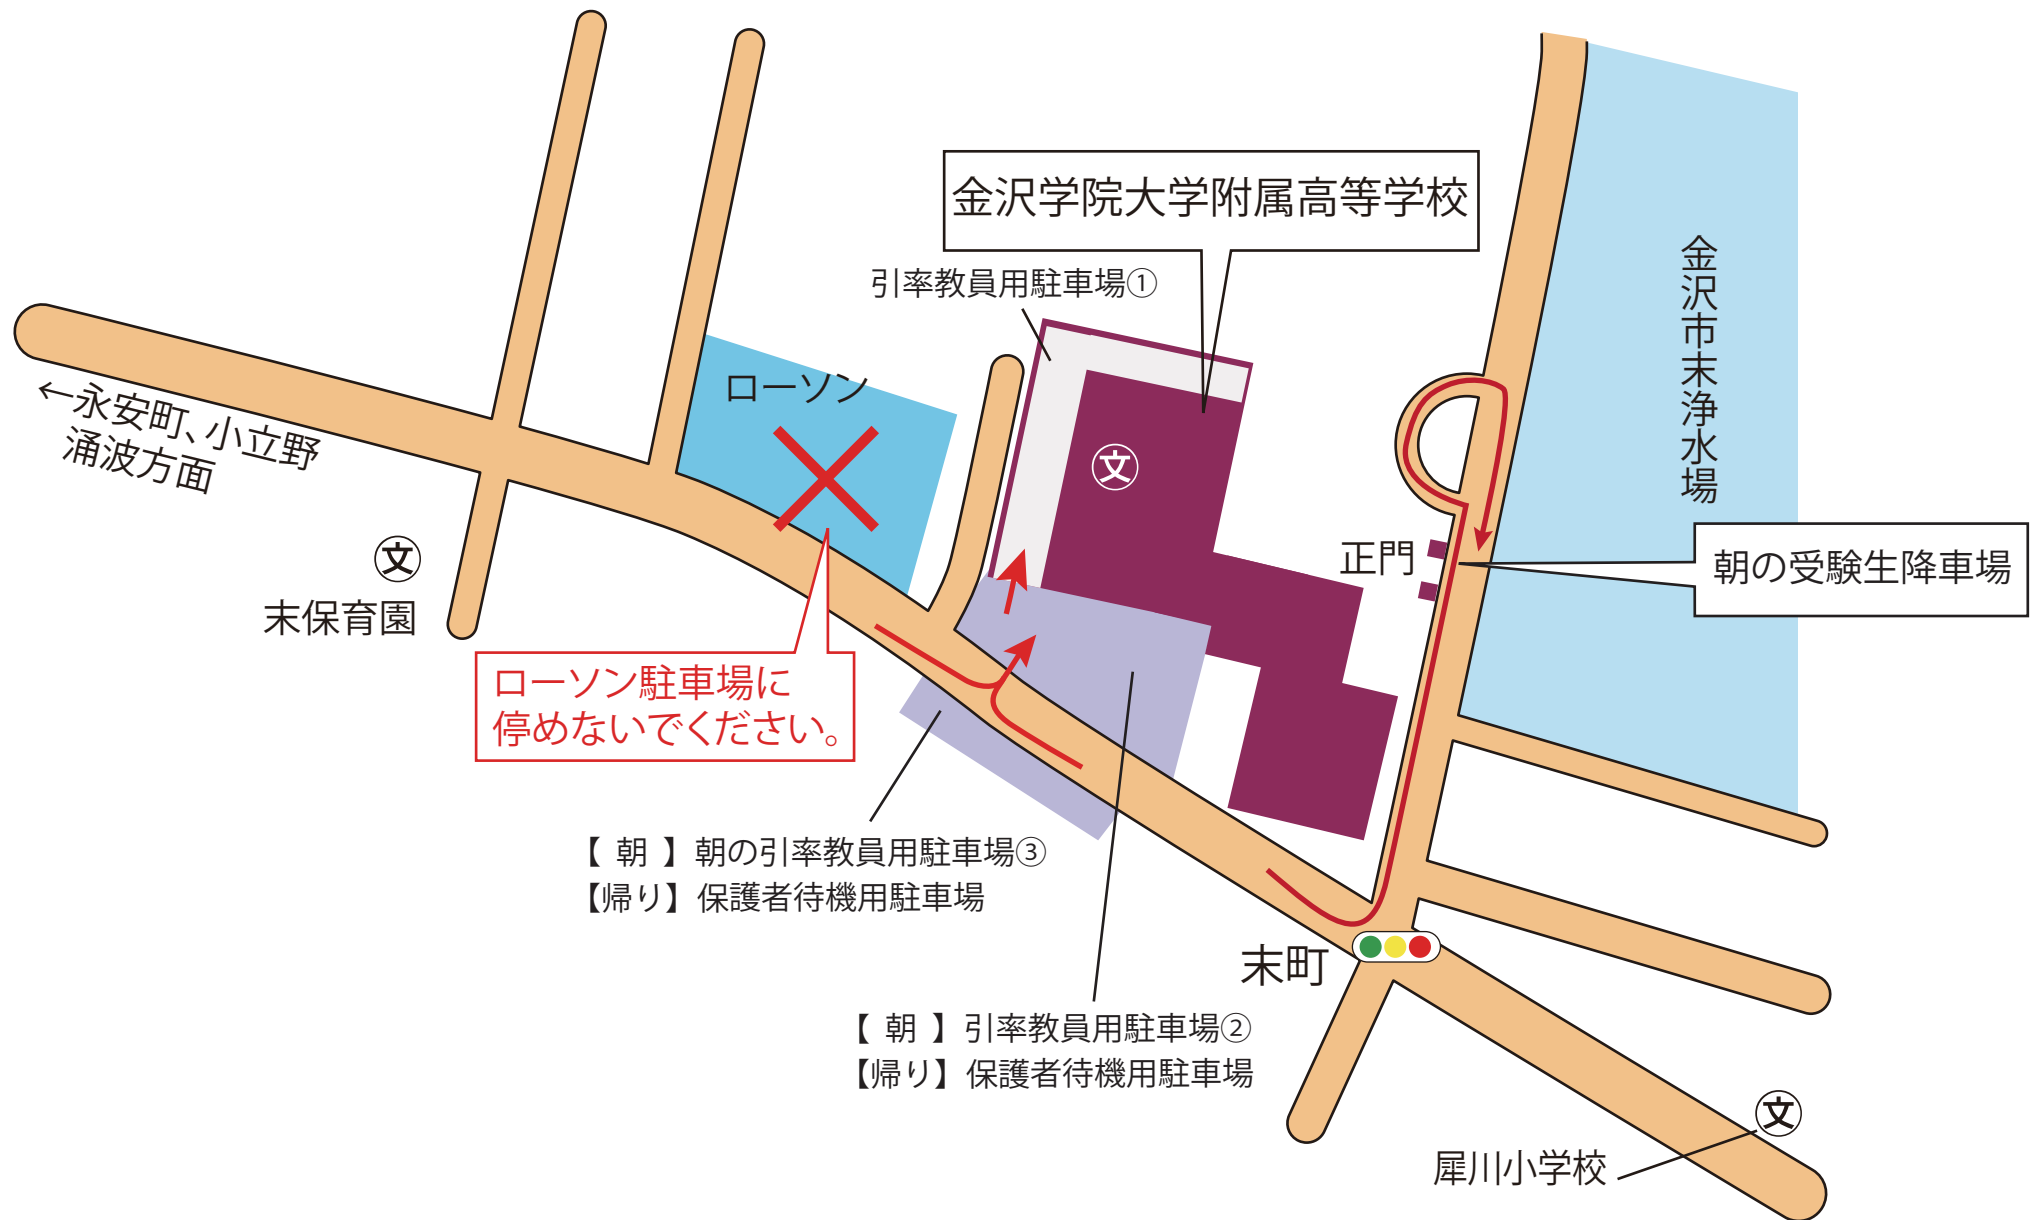 金沢学院大学附属高等学校
引率教員用駐車場①
金沢市末浄水場
ローソン
←永安町、小立野
涌波方面
文
文
正門
朝の受験生降車場
文
末保育園
ローソン駐車場に
停めないでください。
【 朝 】朝の引率教員用駐車場③
【帰り】保護者待機用駐車場
末町
【 朝 】引率教員用駐車場②
【帰り】保護者待機用駐車場
文
犀川小学校